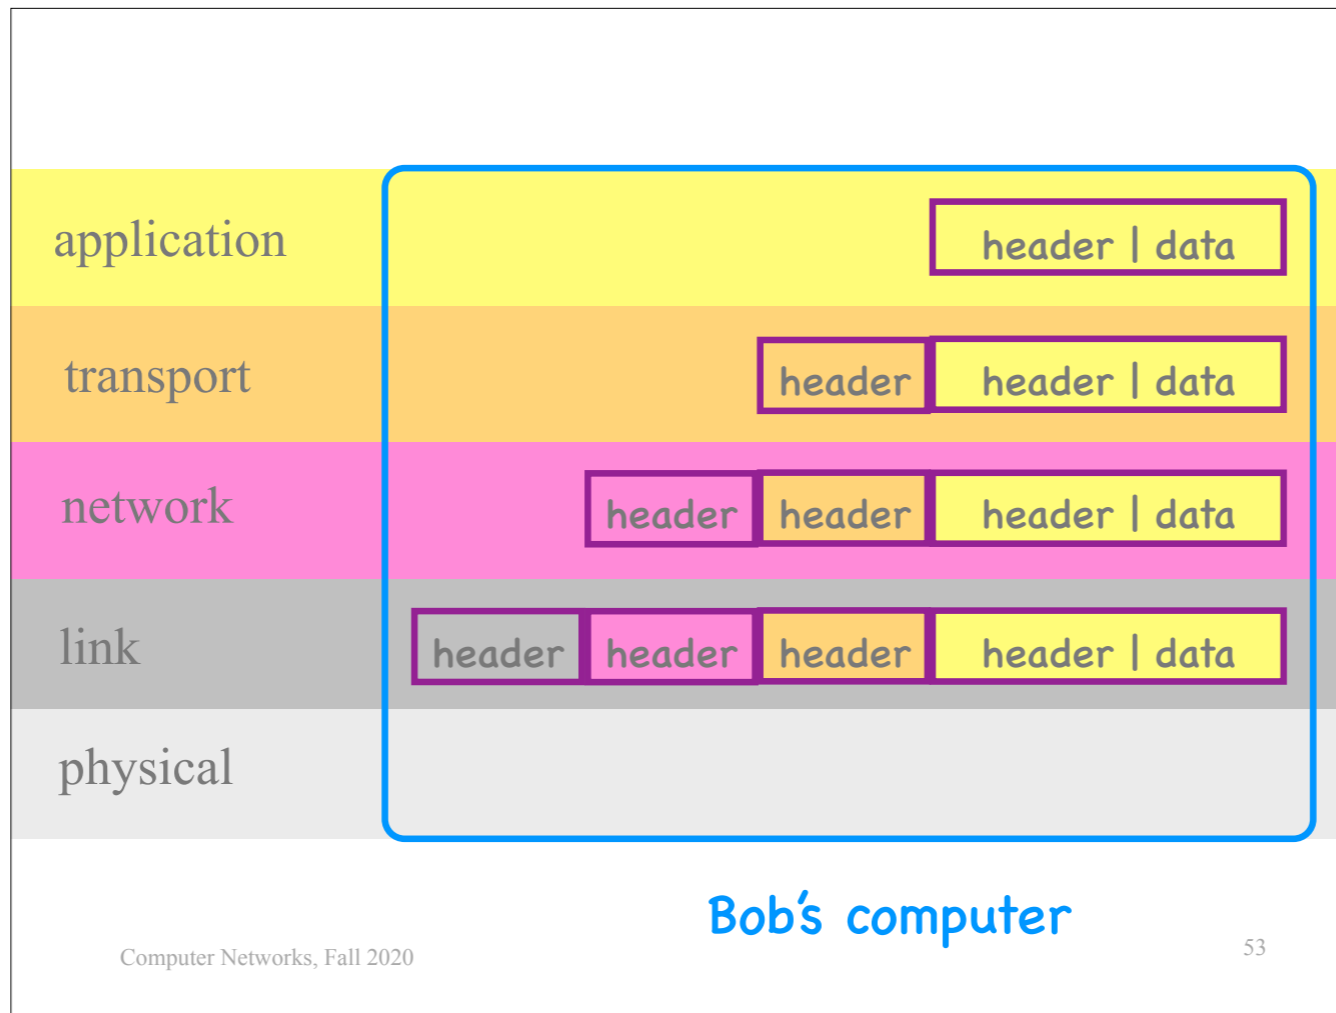 application header | data
transport header header | data
network header header header | data
link header header header header | data
physical
Bob's computer
Computer Networks, Fall 2020 53